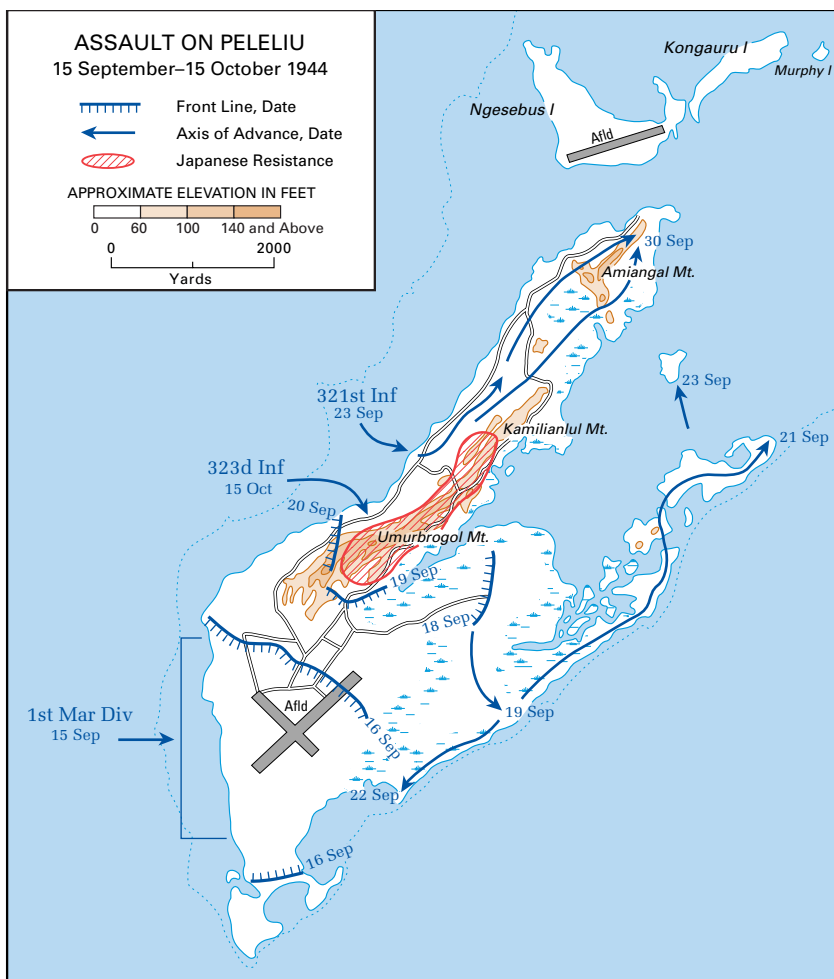 ASSAULT ON PELELIU
15 September–15 October 1944
Front Line, Date
Axis of Advance, Date
Japanese Resistance
APPROXIMATE ELEVATION IN FEET
0 60 100 140 and Above
0 2000
Yards
Kongauru I
Murphy I
Ngesebus I
Afld
30 Sep
Amiangal Mt.
23 Sep
321st Inf
23 Sep
Kamilianlul Mt.
21 Sep
323d Inf
15 Oct
20 Sep
Umurbrogol Mt.
19 Sep
18 Sep
1st Mar Div
15 Sep
Afld
16 Sep
19 Sep
22 Sep
16 Sep